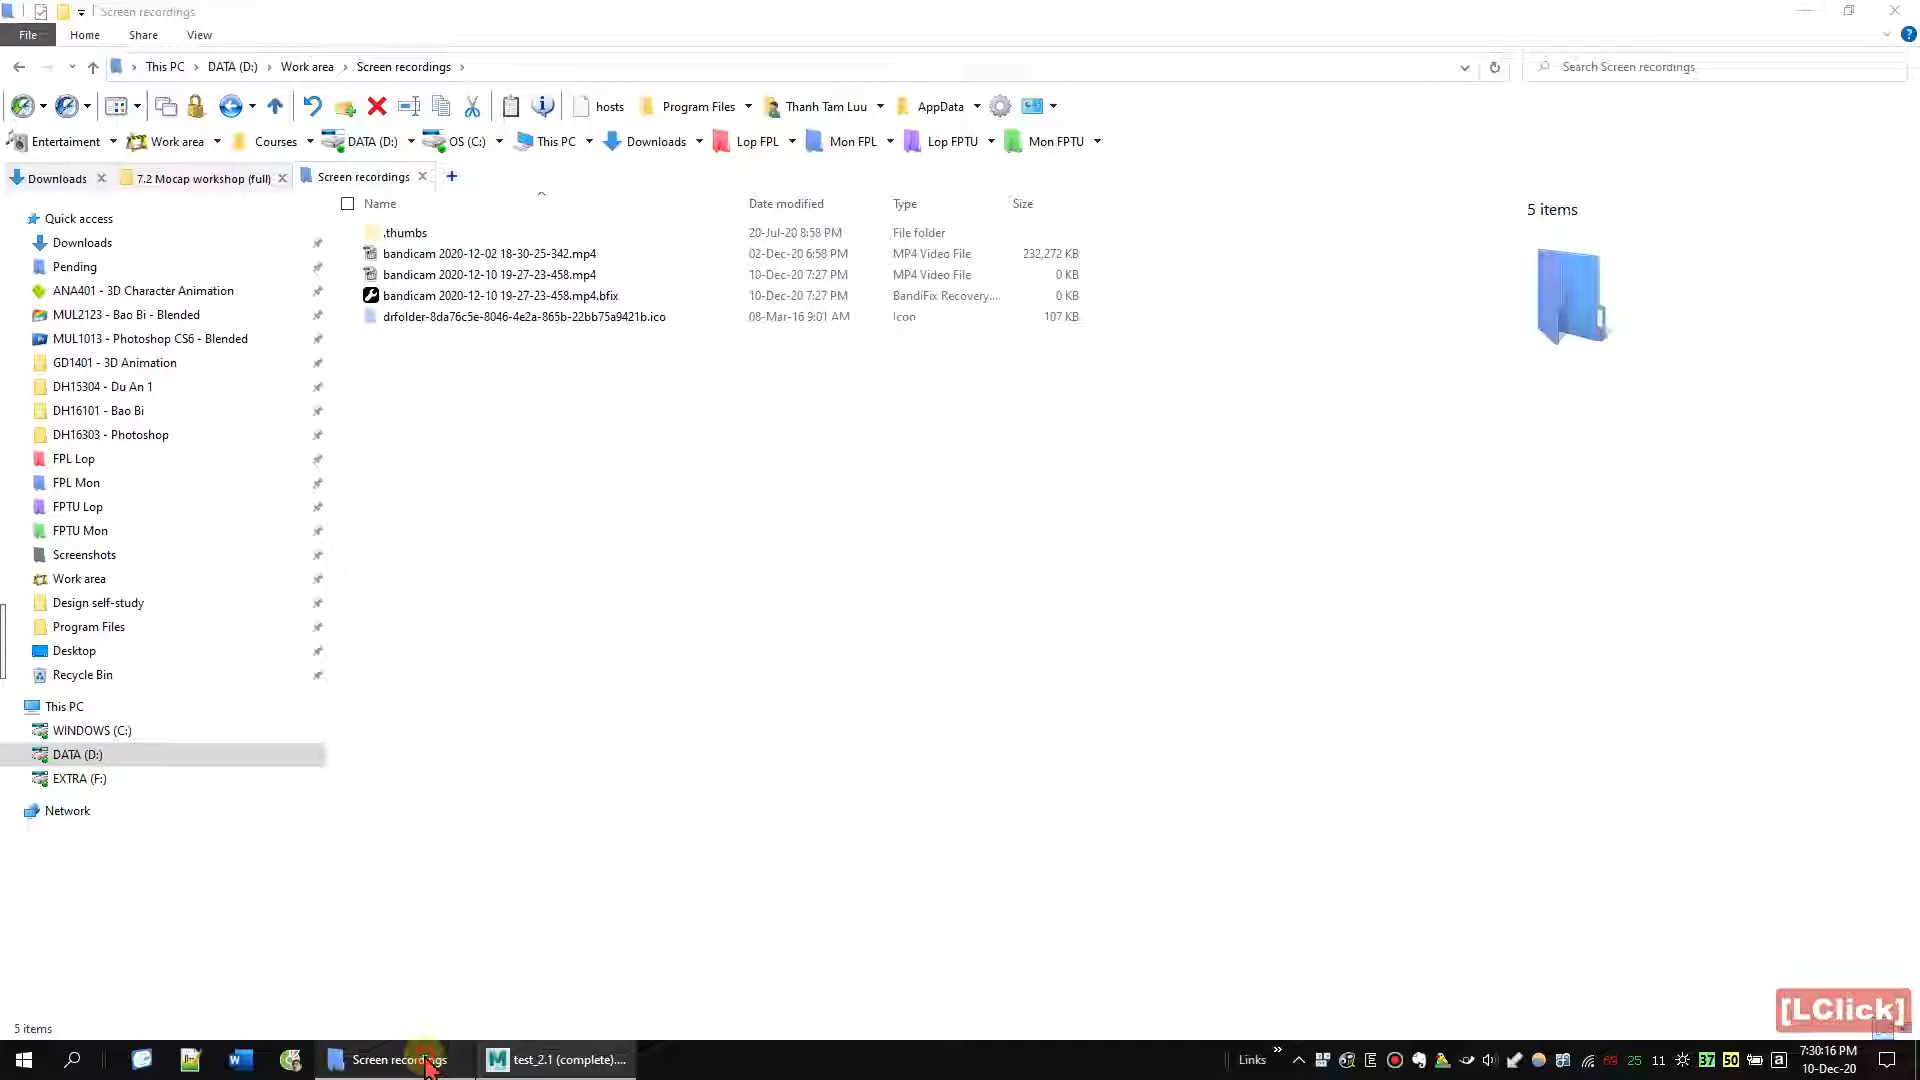 Screen recordings
File Home Share View
This PC DATA (D:) Work area Screen recordings
Search Screen recordings
hosts Program Files Thanh Tam Luu AppData
Entertaiment Work area Courses DATA (D:) OS (C:) This PC Downloads Lop FPL Mon FPL Lop FPTU Mon FPTU
Downloads 7.2 Mocap workshop (full) Screen recordings
Name Date modified Type Size
.thumbs 20-Jul-20 8:58 PM File folder
bandicam 2020-12-02 18-30-25-342.mp4 02-Dec-20 6:58 PM MP4 Video File 232,272 KB
bandicam 2020-12-10 19-27-23-458.mp4 10-Dec-20 7:27 PM MP4 Video File 0 KB
bandicam 2020-12-10 19-27-23-458.mp4.bfix 10-Dec-20 7:27 PM BandiFix Recovery.... 0 KB
drfolder-8da76c5e-8046-4e2a-865b-22bb75a9421b.ico 08-Mar-16 9:01 AM Icon 107 KB
5 items
Quick access
Downloads
Pending
ANA401 - 3D Character Animation
MUL2123 - Bao Bi - Blended
MUL1013 - Photoshop CS6 - Blended
GD1401 - 3D Animation
DH15304 - Du An 1
DH16101 - Bao Bi
DH16303 - Photoshop
FPL Lop
FPL Mon
FPTU Lop
FPTU Mon
Screenshots
Work area
Design self-study
Program Files
Desktop
Recycle Bin
This PC
WINDOWS (C:)
DATA (D:)
EXTRA (F:)
Network
[LClick]
5 items
Screen recordings test_2.1 (complete)....
Links 69 25 11 37 50
7:30:16 PM
10-Dec-20